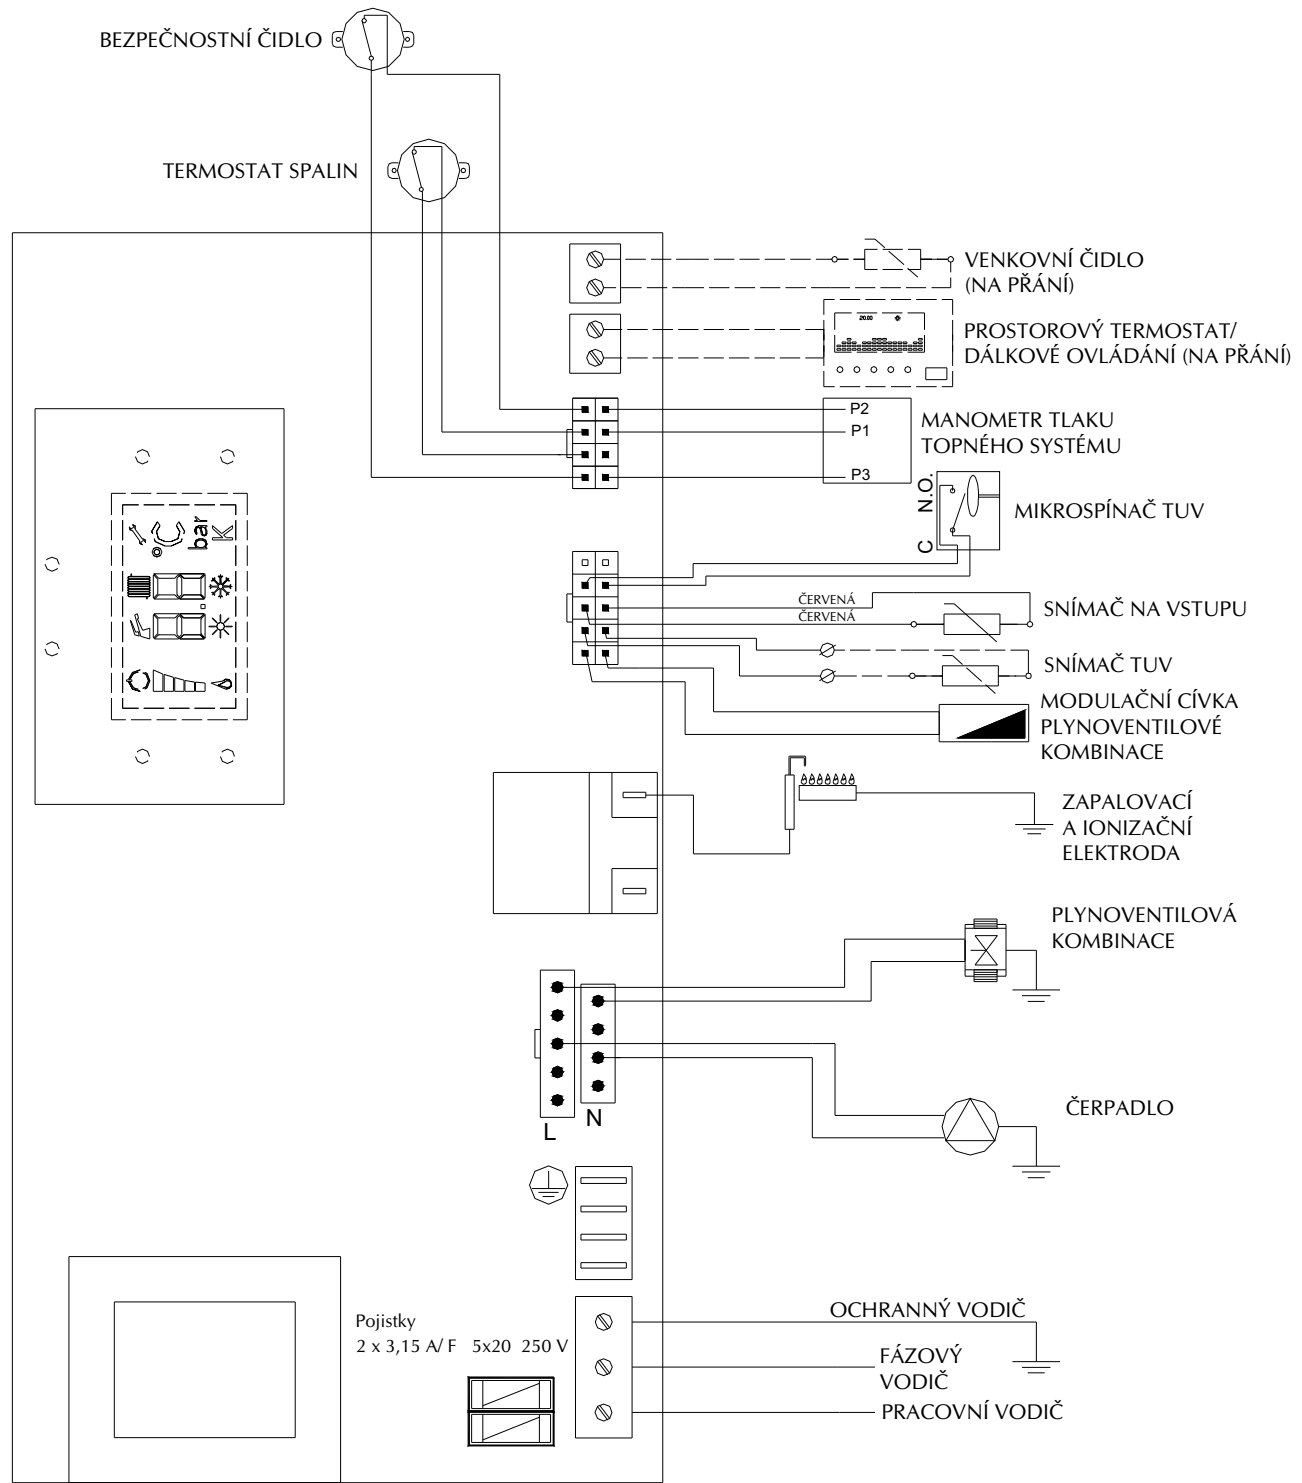 BEZPEČNOSTNÍ ČIDLO
TERMOSTAT SPALIN
VENKOVNÍ ČIDLO
(NA PŘÁNÍ)
20.00
PROSTOROVÝ TERMOSTAT/
DÁLKOVÉ OVLÁDÁNÍ (NA PŘÁNÍ)
P2
P1
P3
MANOMETR TLAKU
TOPNÉHO SYSTÉMU
C N.O.
MIKROSPÍNAČ TUV
°C
bar
K
ČERVENÁ
ČERVENÁ
SNÍMAČ NA VSTUPU
SNÍMAČ TUV
MODULAČNÍ CÍVKA
PLYNOVENTILOVÉ
KOMBINACE
ZAPALOVACÍ
A IONIZAČNÍ
ELEKTRODA
PLYNOVENTILOVÁ
KOMBINACE
L
N
ČERPADLO
Pojistky
2 x 3,15 A/ F 5x20 250 V
OCHRANNÝ VODIČ
FÁZOVÝ
VODIČ
PRACOVNÍ VODIČ